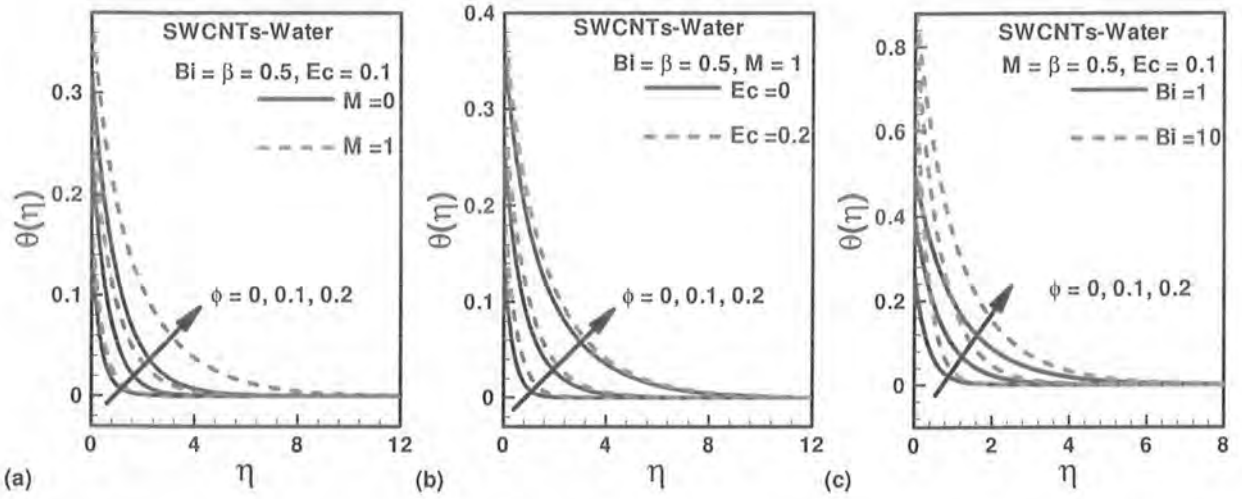 SWCNTs-Water
Bi = β = 0.5, Ec = 0.1
M =0
M =1
0.3
0.2
0.1
0
θ(η)
φ = 0, 0.1, 0.2
0 4 8 12
η
(a)
0.4
SWCNTs-Water
Bi = β = 0.5, M = 1
Ec =0
Ec =0.2
0.3
0.2
0.1
0
θ(η)
φ = 0, 0.1, 0.2
0 4 8 12
η
(b)
SWCNTs-Water
M = β = 0.5, Ec = 0.1
Bi =1
Bi =10
0.8
0.6
0.4
0.2
0
θ(η)
φ = 0, 0.1, 0.2
0 2 4 6 8
η
(c)